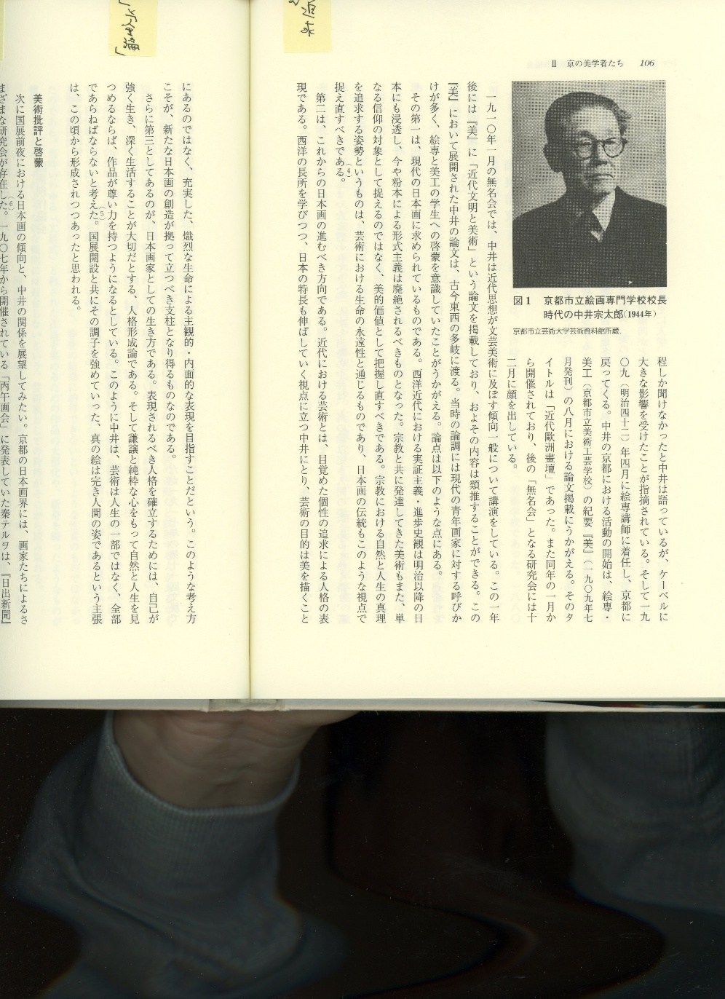 Ⅱ 京の美学者たち 106
図1 京都市立絵画専門学校校長
時代の中井宗太郎(1944年)
京都市立芸術大学芸術資料館所蔵.
程しか聞けなかったと中井は語っているが、ケーベルに
大きな影響を受けたことが指摘されている。そして一九
〇九(明治四十二)年四月に絵専講師に着任し、京都に
戻ってくる。中井の京都における活動の開始は、絵専・
美工(京都市立美術工芸学校)の紀要『美』(一九〇九年七
月発刊)の八月における論文掲載にうかがえる。そのタ
イトルは「近代歐洲畫壇」であった。また同年の一月か
ら開催されており、後の「無名会」となる研究会には十
二月に顔を出している。
一九一〇年一月の無名会では、中井は近代思想が文芸美術に及ぼす傾向一般について講演をしている。この一年
後には『美』に「近代文明と美術」という論文を掲載しており、およその内容は類推することができる。この
『美』において展開された中井の論文は、古今東西の多岐に渡る。当時の論調には現代の青年画家に対する呼びか
けが多く、絵専と美工の学生への啓蒙を意識していたことがうかがえる。論点は以下のような点にある。
その第一は、現代の日本画に求められているものである。西洋近代における実証主義・進歩史観は明治以降の日
本にも浸透し、今や粉本による形式主義は廃絶されるべきものとなった。宗教と共に発達してきた美術もまた、単
なる信仰の対象として捉えるのではなく、美的価値として把握し直すべきである。宗教における自然と人生の真理
を追求する姿勢というものは、芸術における生命の永遠性と通じるものであり、日本画の伝統もこのような視点で
捉え直すべきである。(4)
第二は、これからの日本画の進むべき方向である。近代における芸術とは、目覚めた個性の追求による人格の表
現である。西洋の長所を学びつつ、日本の特長も伸ばしていく視点に立つ中井にとり、芸術の目的は美を描くこと
にあるのではなく、充実した、熾烈な生命による主観的・内面的な表現を目指すことだという。このような考え方
こそが、新たな日本画の創造が拠って立つべき支柱となり得るものなのである。
さらに第三としてあるのが、日本画家としての生き方である。表現されるべき人格を確立するためには、自己が
強く生き、深く生活することが大切だとする、人格形成論である。そして謙譲と純粋な心をもって自然と人生を見
つめるならば、作品が尊い力を持つようになるとしている。このように中井は、芸術は人生の一部ではなく、全部
であらねばならないと考えた。(5)国展開設と共にその調子を強めていった、真の絵は完き人間の姿であるという主張
は、この頃から形成されつつあったと思われる。
美術批評と啓蒙
次に国展前夜における日本画の傾向と、中井の関係を展望してみたい。京都の日本画界には、画家たちによるさ
まざまな研究会が存在した。(6)一九〇七年から開催されている「丙午画会」に発表していた秦テルヲは、『日出新聞』